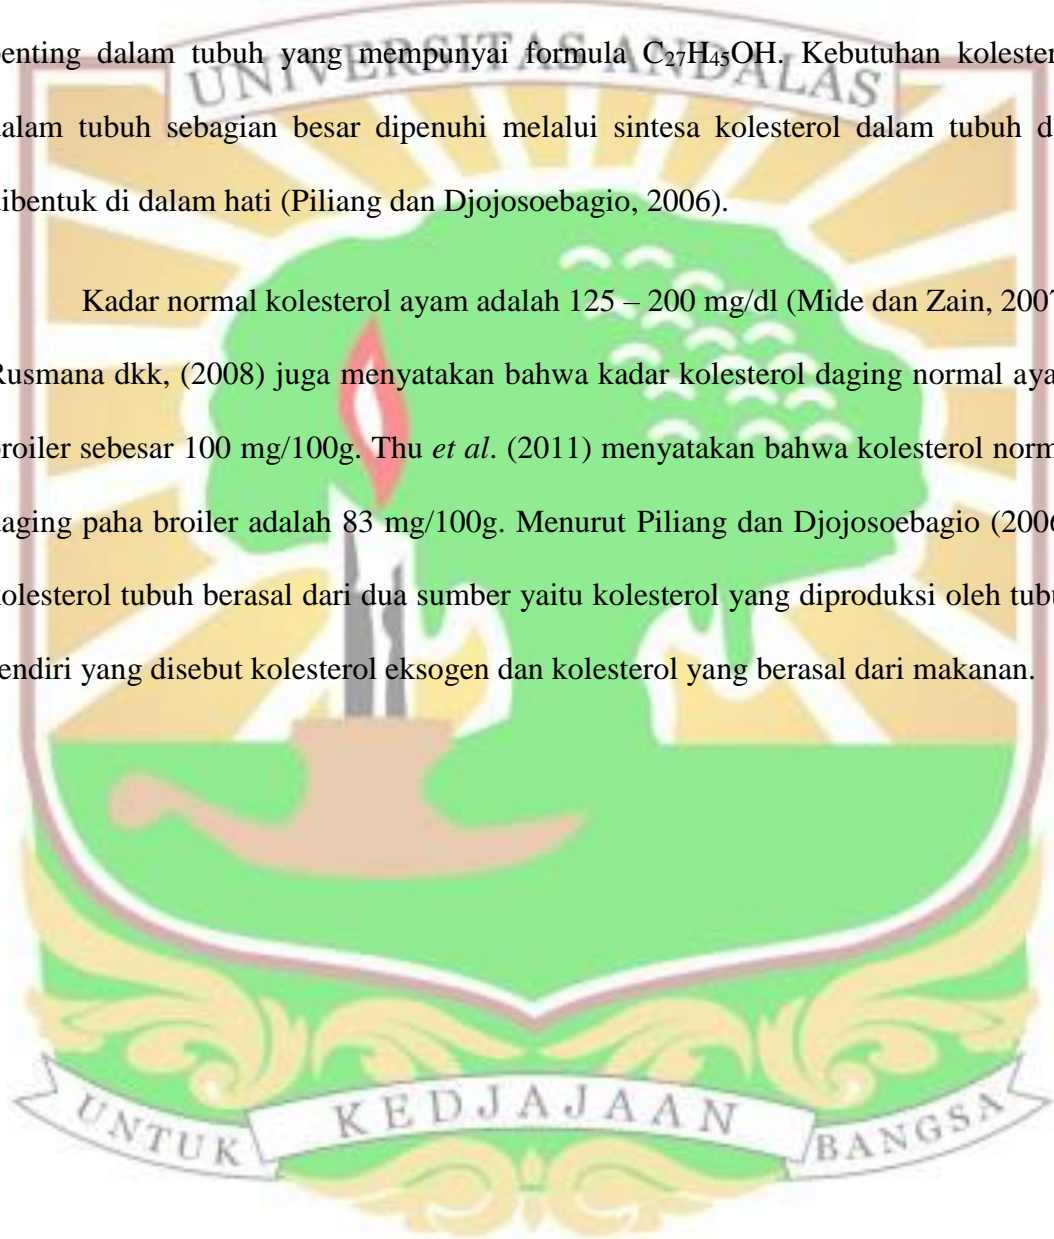 penting dalam tubuh yang mempunyai formula C₂₇H₄₅OH. Kebutuhan kolester
UNIVERSITAS ANDALAS
dalam tubuh sebagian besar dipenuhi melalui sintesa kolesterol dalam tubuh d
dibentuk di dalam hati (Piliang dan Djojosoebagio, 2006).
Kadar normal kolesterol ayam adalah 125 – 200 mg/dl (Mide dan Zain, 2007
Rusmana dkk, (2008) juga menyatakan bahwa kadar kolesterol daging normal aya
broiler sebesar 100 mg/100g. Thu et al. (2011) menyatakan bahwa kolesterol norm
daging paha broiler adalah 83 mg/100g. Menurut Piliang dan Djojosoebagio (2006
kolesterol tubuh berasal dari dua sumber yaitu kolesterol yang diproduksi oleh tubu
sendiri yang disebut kolesterol eksogen dan kolesterol yang berasal dari makanan.
UNTUK KEDJAJAAN BANGSA